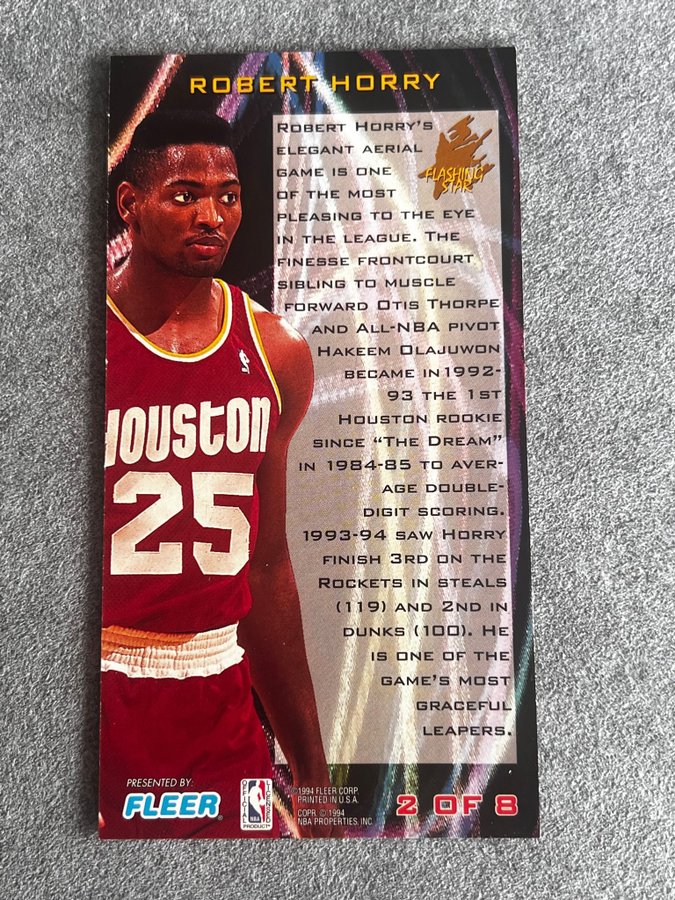 ROBERT HORRY
ROBERT HORRY'S
ELEGANT AERIAL
GAME IS ONE
OF THE MOST
PLEASING TO THE EYE
IN THE LEAGUE. THE
FINESSE FRONTCOURT
SIBLING TO MUSCLE
FORWARD OTIS THORPE
AND ALL-NBA PIVOT
HAKEEM OLAJUWON
BECAME IN 1992-
93 THE 1ST
HOUSTON ROOKIE
SINCE "THE DREAM"
IN 1984-85 TO AVER-
AGE DOUBLE-
DIGIT SCORING.
1993-94 SAW HORRY
FINISH 3RD ON THE
ROCKETS IN STEALS
(119) AND 2ND IN
DUNKS (100). HE
IS ONE OF THE
GAME'S MOST
GRACEFUL
LEAPERS.
FLASHING
STAR
HOUSTON
25
PRESENTED BY:
FLEER®
OFFICIAL
NBA
LICENSED
PRODUCT
©1994 FLEER CORP.
PRINTED IN U.S.A.
COPR. ©1994
NBA PROPERTIES, INC.
2 OF 8